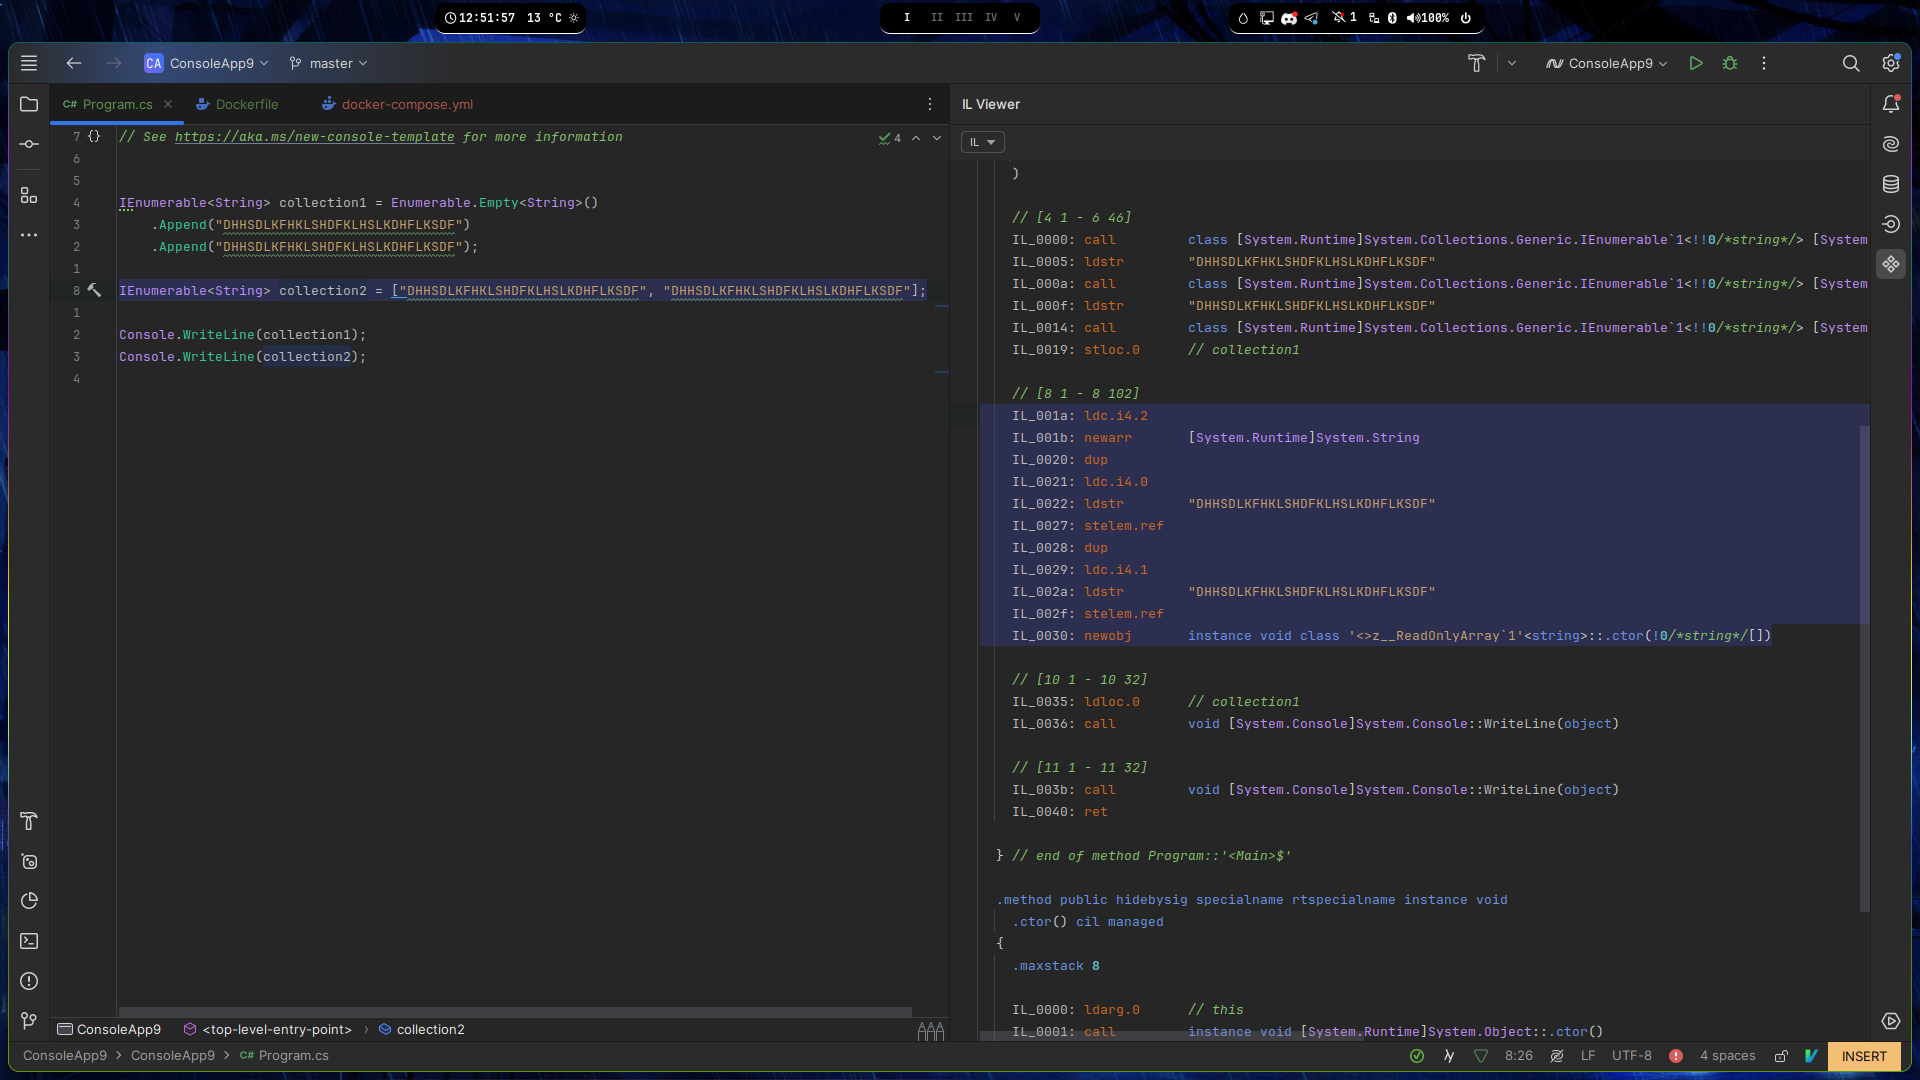 12:51:57 13 °C
I II III IV V
1 100%
CA ConsoleApp9 master
ConsoleApp9
C# Program.cs Dockerfile docker-compose.yml
IL Viewer
IL
7 {} // See https://aka.ms/new-console-template for more information
4
6
5
4 IEnumerable<String> collection1 = Enumerable.Empty<String>()
3 .Append("DHHSDLKFHKLSHDFKLHSLKDHFLKSDF")
2 .Append("DHHSDLKFHKLSHDFKLHSLKDHFLKSDF");
1
8 IEnumerable<String> collection2 = ["DHHSDLKFHKLSHDFKLHSLKDHFLKSDF", "DHHSDLKFHKLSHDFKLHSLKDHFLKSDF"];
1
2 Console.WriteLine(collection1);
3 Console.WriteLine(collection2);
4
)
// [4 1 - 6 46]
IL_0000: call class [System.Runtime]System.Collections.Generic.IEnumerable`1<!!0/*string*/> [System
IL_0005: ldstr "DHHSDLKFHKLSHDFKLHSLKDHFLKSDF"
IL_000a: call class [System.Runtime]System.Collections.Generic.IEnumerable`1<!!0/*string*/> [System
IL_000f: ldstr "DHHSDLKFHKLSHDFKLHSLKDHFLKSDF"
IL_0014: call class [System.Runtime]System.Collections.Generic.IEnumerable`1<!!0/*string*/> [System
IL_0019: stloc.0 // collection1
// [8 1 - 8 102]
IL_001a: ldc.i4.2
IL_001b: newarr [System.Runtime]System.String
IL_0020: dup
IL_0021: ldc.i4.0
IL_0022: ldstr "DHHSDLKFHKLSHDFKLHSLKDHFLKSDF"
IL_0027: stelem.ref
IL_0028: dup
IL_0029: ldc.i4.1
IL_002a: ldstr "DHHSDLKFHKLSHDFKLHSLKDHFLKSDF"
IL_002f: stelem.ref
IL_0030: newobj instance void class '<>z__ReadOnlyArray`1'<string>::.ctor(!0/*string*/[])
// [10 1 - 10 32]
IL_0035: ldloc.0 // collection1
IL_0036: call void [System.Console]System.Console::WriteLine(object)
// [11 1 - 11 32]
IL_003b: call void [System.Console]System.Console::WriteLine(object)
IL_0040: ret
} // end of method Program::'<Main>$'
.method public hidebysig specialname rtspecialname instance void
.ctor() cil managed
{
.maxstack 8
IL_0000: ldarg.0 // this
IL_0001: call instance void [System.Runtime]System.Object::.ctor()
ConsoleApp9 <top-level-entry-point> › collection2
ConsoleApp9 › ConsoleApp9 › C# Program.cs
8:26 LF UTF-8 4 spaces INSERT